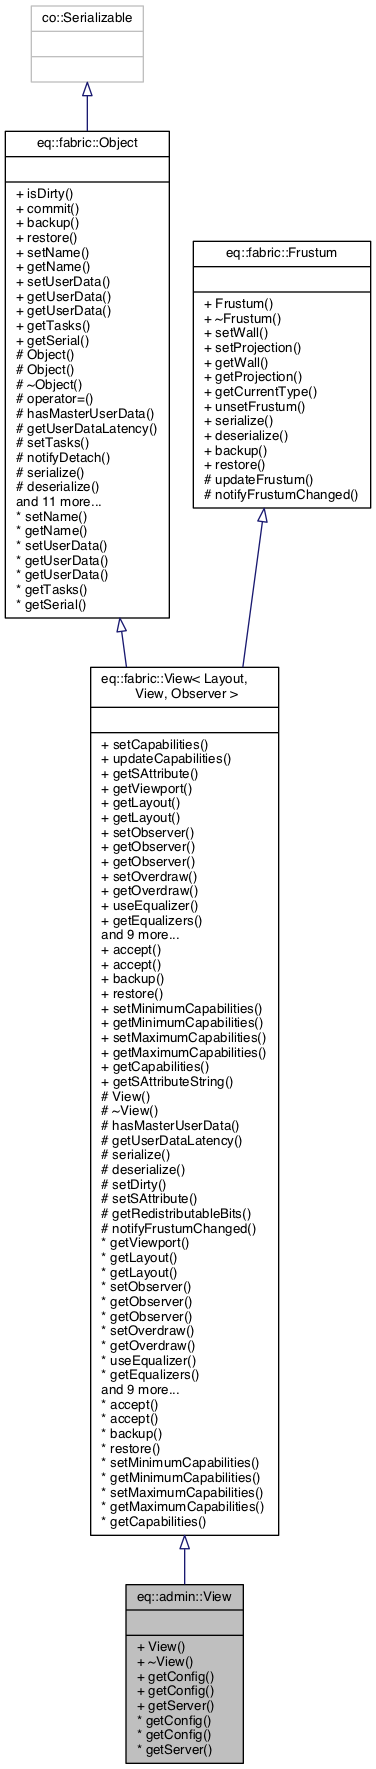 co::Serializable
eq::fabric::Object
+ isDirty()
+ commit()
+ backup()
+ restore()
+ setName()
+ getName()
+ setUserData()
+ getUserData()
+ getUserData()
+ getTasks()
+ getSerial()
# Object()
# Object()
# ~Object()
# operator=()
# hasMasterUserData()
# getUserDataLatency()
# setTasks()
# notifyDetach()
# serialize()
# deserialize()
and 11 more...
* setName()
* getName()
* setUserData()
* getUserData()
* getUserData()
* getTasks()
* getSerial()
eq::fabric::Frustum
+ Frustum()
+ ~Frustum()
+ setWall()
+ setProjection()
+ getWall()
+ getProjection()
+ getCurrentType()
+ unsetFrustum()
+ serialize()
+ deserialize()
+ backup()
+ restore()
# updateFrustum()
# notifyFrustumChanged()
eq::fabric::View< Layout,
View, Observer >
+ setCapabilities()
+ updateCapabilities()
+ getSAttribute()
+ getViewport()
+ getLayout()
+ getLayout()
+ setObserver()
+ getObserver()
+ getObserver()
+ setOverdraw()
+ getOverdraw()
+ useEqualizer()
+ getEqualizers()
and 9 more...
+ accept()
+ accept()
+ backup()
+ restore()
+ setMinimumCapabilities()
+ getMinimumCapabilities()
+ setMaximumCapabilities()
+ getMaximumCapabilities()
+ getCapabilities()
+ getSAttributeString()
# View()
# ~View()
# hasMasterUserData()
# getUserDataLatency()
# serialize()
# deserialize()
# setDirty()
# setSAttribute()
# getRedistributableBits()
# notifyFrustumChanged()
* getViewport()
* getLayout()
* getLayout()
* setObserver()
* getObserver()
* getObserver()
* setOverdraw()
* getOverdraw()
* useEqualizer()
* getEqualizers()
and 9 more...
* accept()
* accept()
* backup()
* restore()
* setMinimumCapabilities()
* getMinimumCapabilities()
* setMaximumCapabilities()
* getMaximumCapabilities()
* getCapabilities()
eq::admin::View
+ View()
+ ~View()
+ getConfig()
+ getConfig()
+ getServer()
* getConfig()
* getConfig()
* getServer()